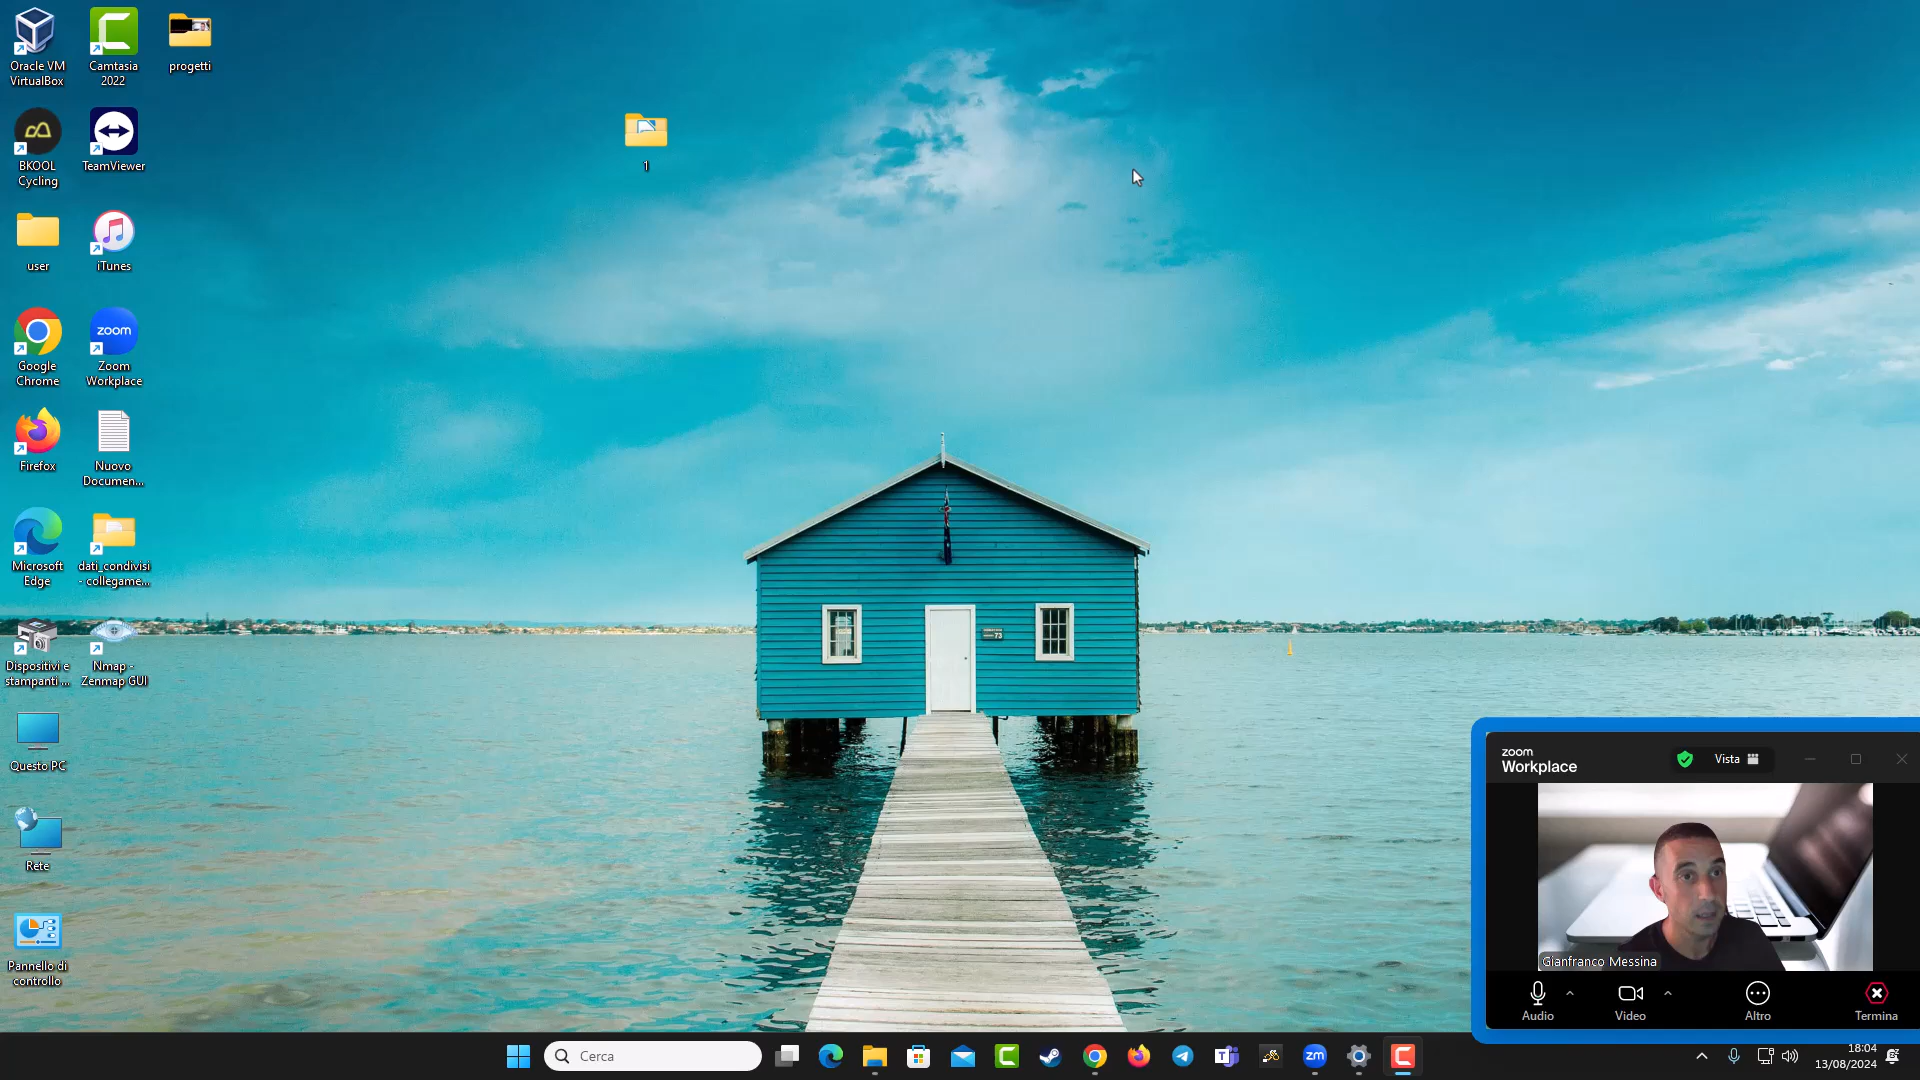 Oracle VM
VirtualBox
Camtasia
2022
progetti
1
BKOOL
Cycling
TeamViewer
user
iTunes
Google
Chrome
zoom
Zoom
Workplace
Firefox
Nuovo
Documen...
Microsoft
Edge
dati_condivisi
- collegame...
Dispositivi e
stampanti ...
Nmap -
Zenmap GUI
Questo PC
Rete
Pannello di
controllo
73
zoom
Workplace
Vista
Gianfranco Messina
Audio
Video
Altro
Termina
Cerca
zm
18:04
13/08/2024